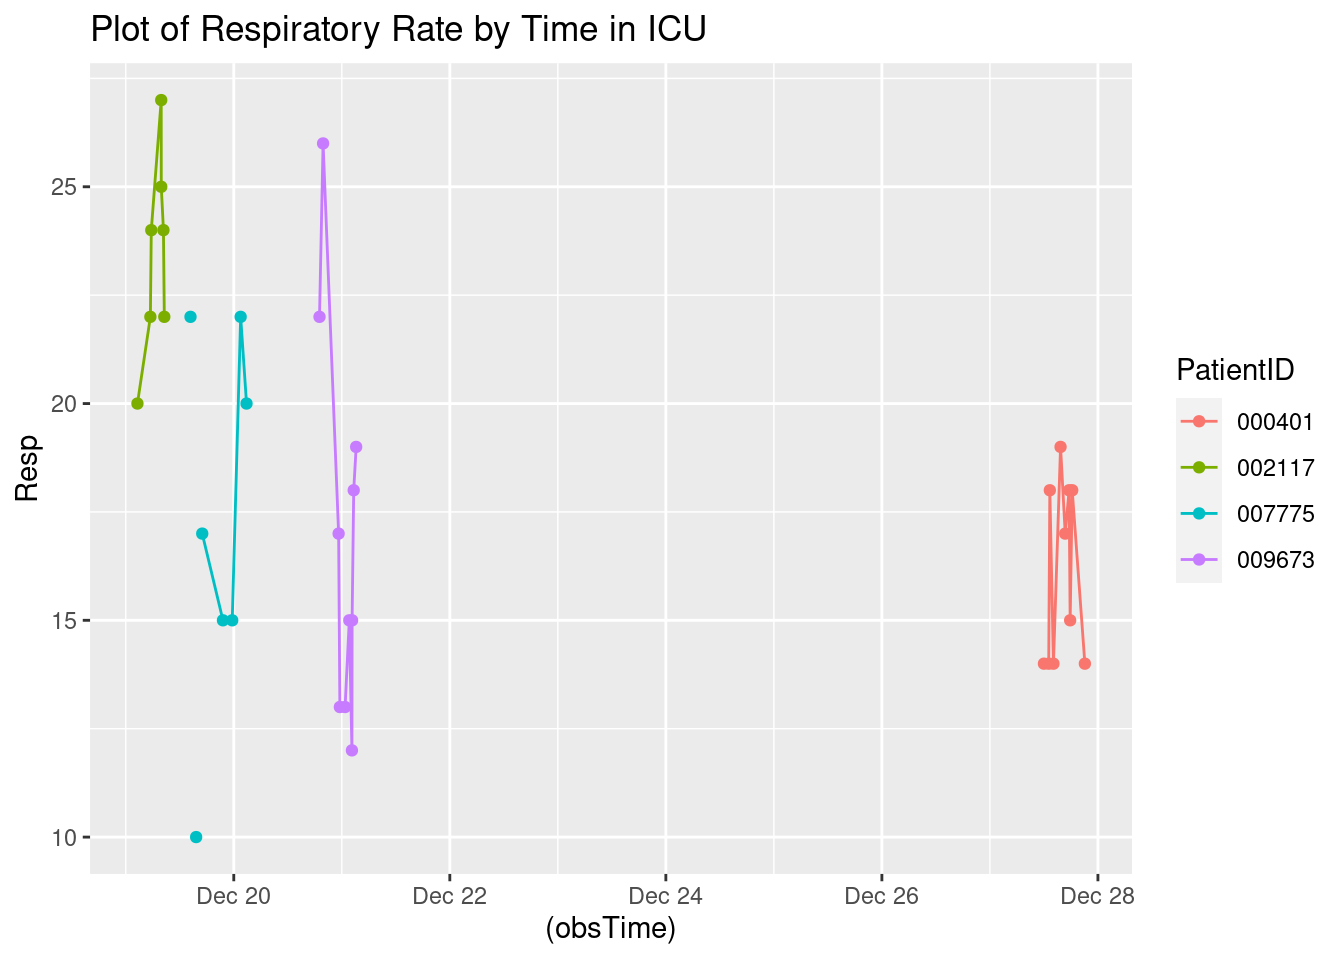 Plot of Respiratory Rate by Time in ICU
25
20
15
10
Resp
Dec 20
Dec 22
Dec 24
Dec 26
Dec 28
(obsTime)
PatientID
000401
002117
007775
009673